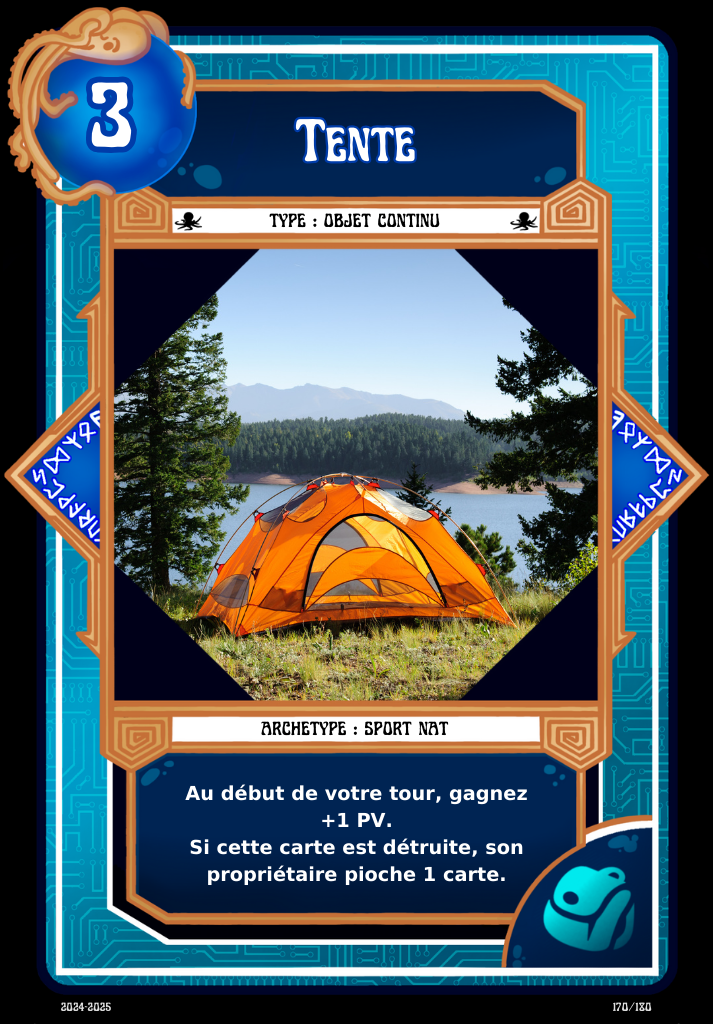 3
Tente
TYPE : OBJET CONTINU
ARCHETYPE : SPORT NAT
Au début de votre tour, gagnez
+1 PV.
Si cette carte est détruite, son
propriétaire pioche 1 carte.
2024-2025
170/180